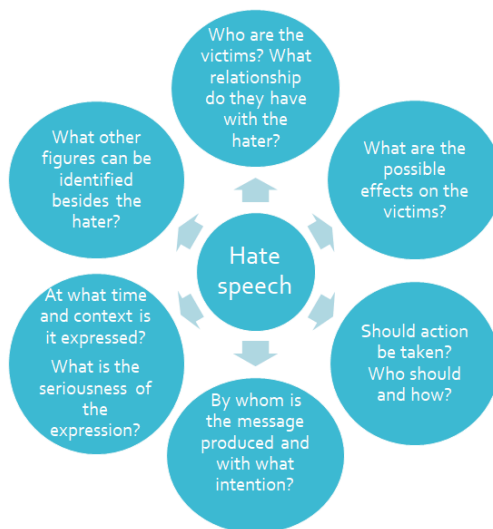 Who are the
victims? What
relationship
do they have
with the
hater?
What are the
possible
effects on the
victims?
Should action
be taken?
Who should
and how?
By whom is
the message
produced and
with what
intention?
At what time
and context is
it expressed?
What is the
seriousness of
the
expression?
What other
figures can be
identified
besides the
hater?
Hate
speech